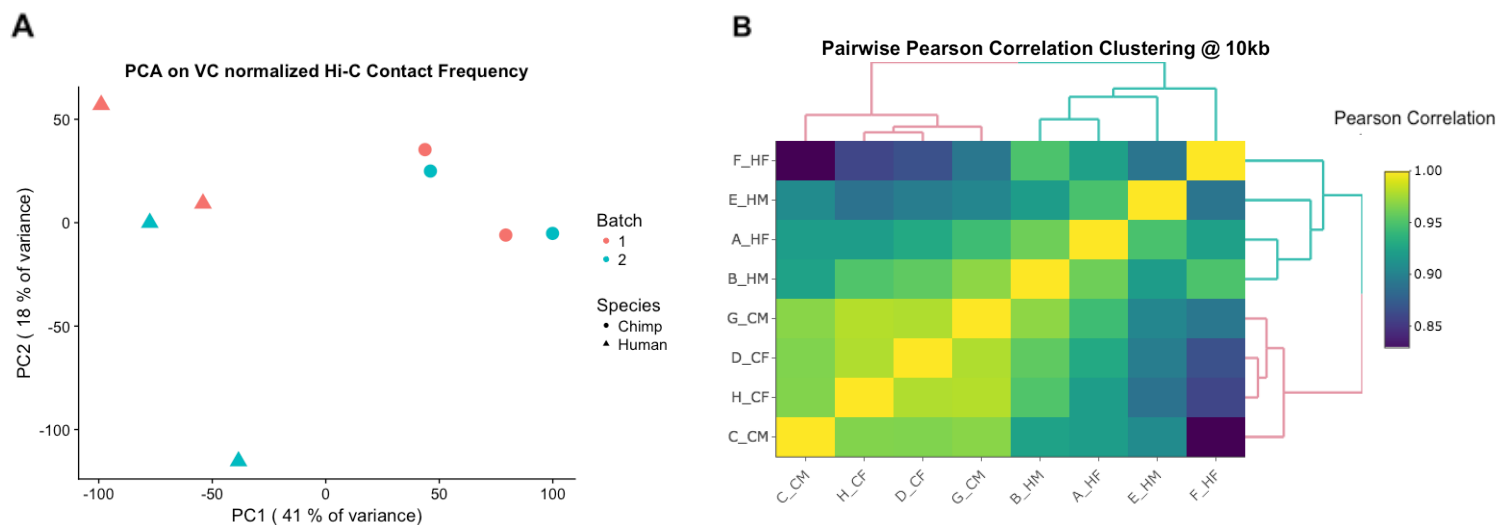 A
PCA on VC normalized Hi-C Contact Frequency
50
0
-50
-100
PC2 ( 18 % of variance)
-100
-50
0
50
100
PC1 ( 41 % of variance)
Batch
1
2
Species
Chimp
Human
B
Pairwise Pearson Correlation Clustering @ 10kb
F_HF
E_HM
A_HF
B_HM
G_CM
D_CF
H_CF
C_CM
C_CM
H_CF
D_CF
G_CM
B_HM
A_HF
E_HM
F_HF
Pearson Correlation
1.00
0.95
0.90
0.85